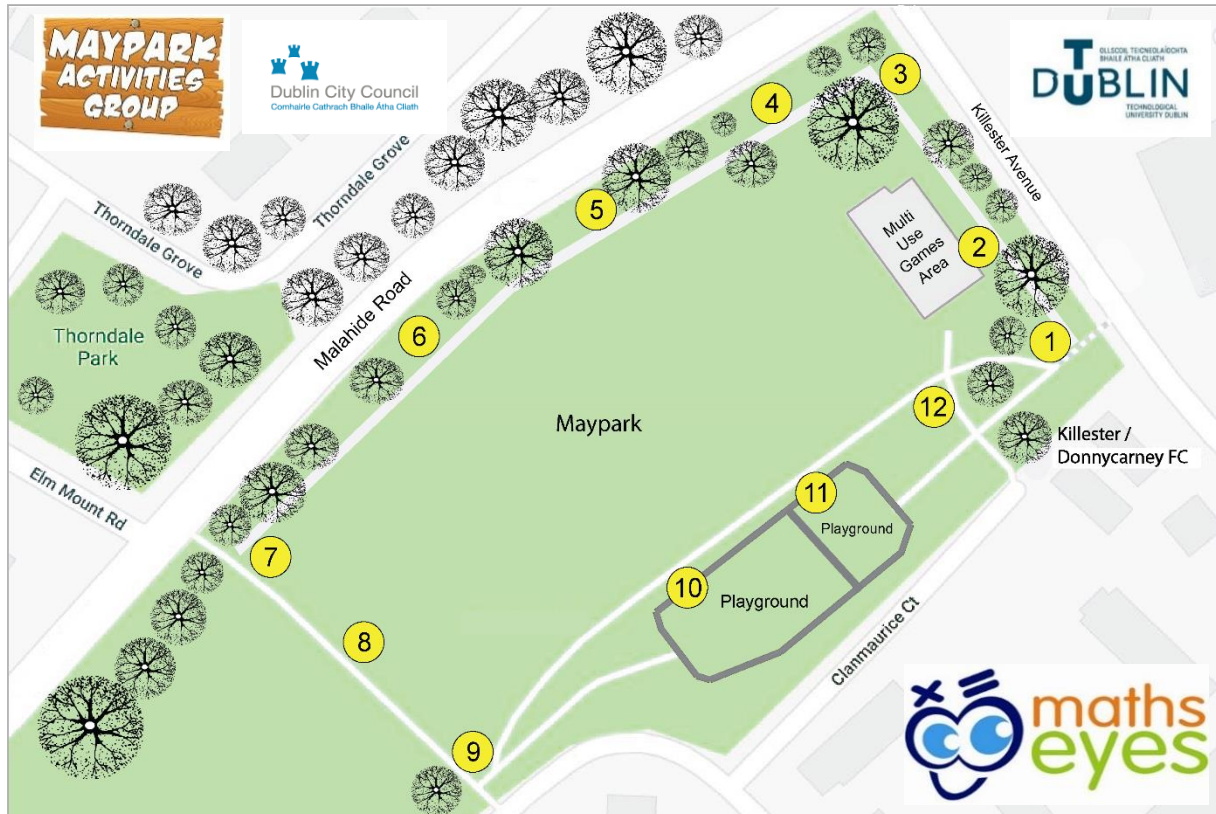 MAYPARK
ACTIVITIES
GROUP
Dublin City Council
Comhairle Cathrach Bhaile Átha Cliath
OLLSCOIL TEICNEOLAÍOCHTA
BHAILE ÁTHA CLIATH
TU
DUBLIN
TECHNOLOGICAL
UNIVERSITY DUBLIN
3
4
Killester Avenue
Thorndale Grove
Thorndale Grove
5
Multi
Use
Games
Area
2
Malahide Road
6
Thorndale
Park
1
12
Maypark
Killester /
Donnycarney FC
Elm Mount Rd
11
Playground
7
10
Playground
8
Clanmaurice Ct
9
maths
eyes